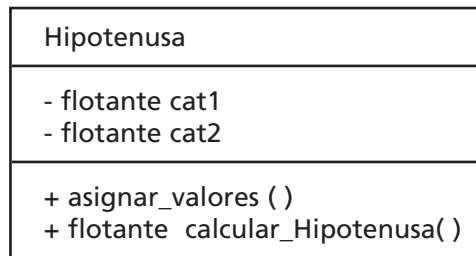 Hipotenusa
- flotante cat1
- flotante cat2
+ asignar_valores ( )
+ flotante calcular_Hipotenusa( )